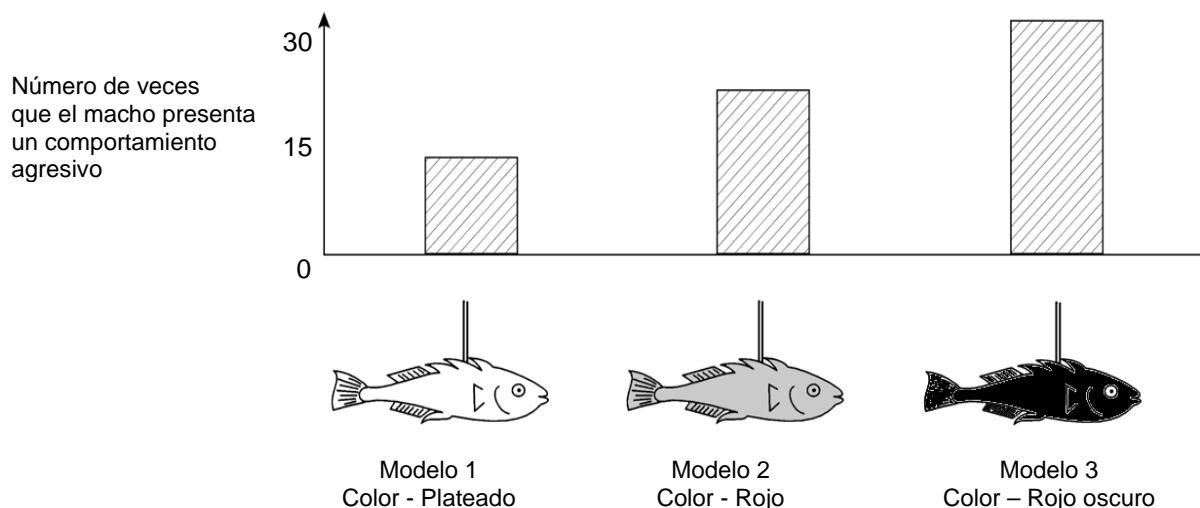 30
Número de veces
que el macho presenta
un comportamiento
agresivo
15
0
Modelo 1
Color - Plateado
Modelo 2
Color - Rojo
Modelo 3
Color – Rojo oscuro